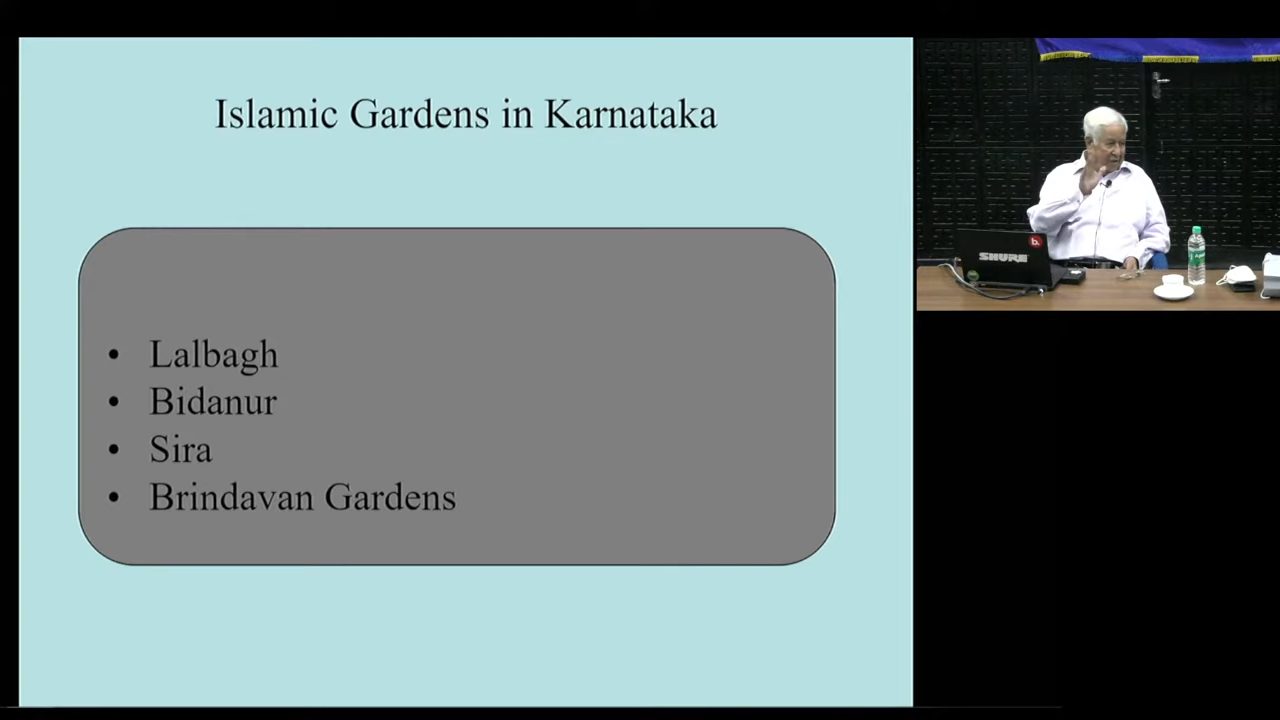 Islamic Gardens in Karnataka
• Lalbagh
• Bidanur
• Sira
• Brindavan Gardens
SHURE
b.